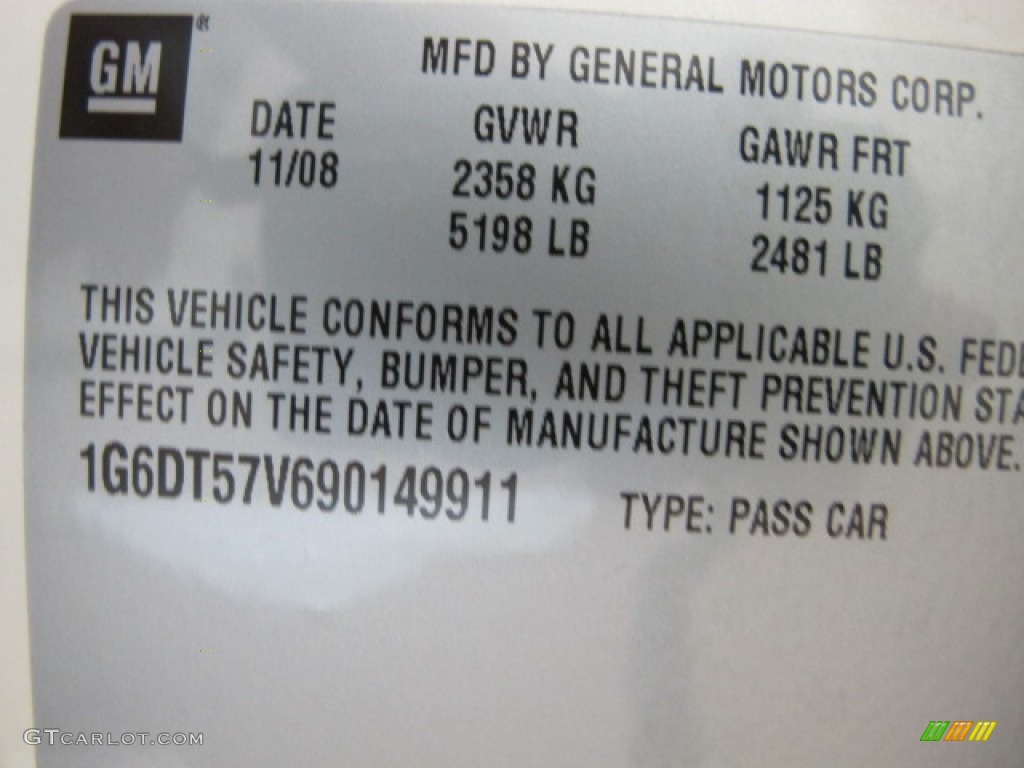 GM®
MFD BY GENERAL MOTORS CORP.
DATE GVWR GAWR FRT
11/08 2358 KG 1125 KG
5198 LB 2481 LB
THIS VEHICLE CONFORMS TO ALL APPLICABLE U.S. FEDE
VEHICLE SAFETY, BUMPER, AND THEFT PREVENTION STA
EFFECT ON THE DATE OF MANUFACTURE SHOWN ABOVE.
1G6DT57V690149911 TYPE: PASS CAR
GTCARLOT.COM